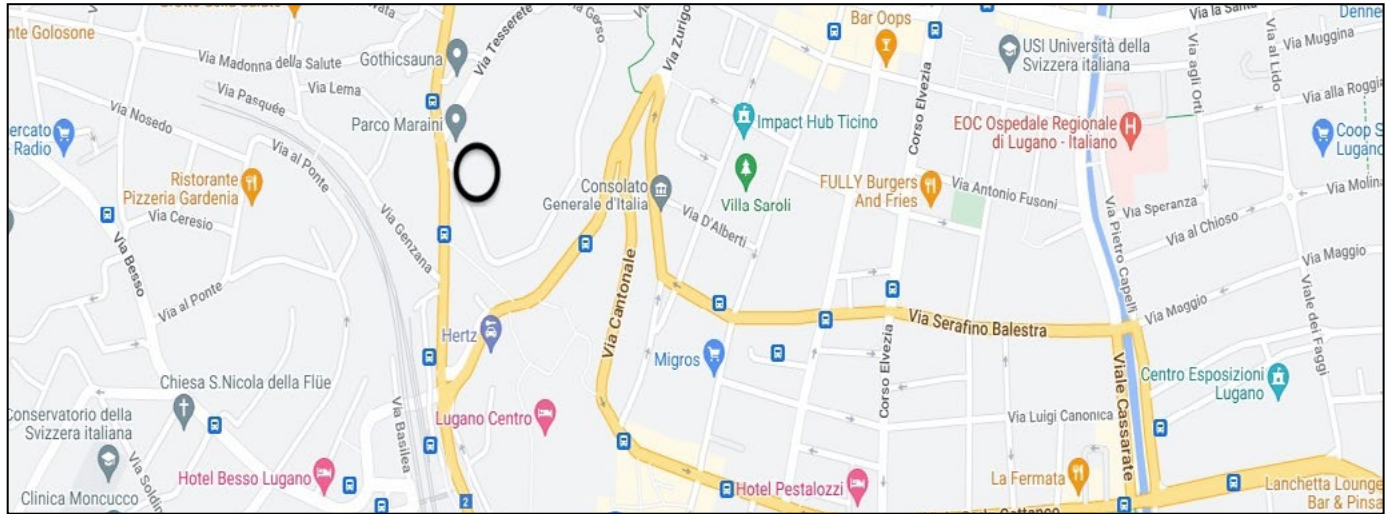 nte Golosone
Via Madonna della Salute
Via Lema
Via Pasquée
Via Nosedo
Via al Ponte
ercato
Radio
Ristorante
Pizzeria Gardenia
Via Ceresio
Via Besso
Via al Ponte
Via Genzana
Gothicsauna
Parco Maraini
Via Tesserete
Via Gerso
Via Zurigo
Bar Oops
Corso Elvezia
USI Università della
Svizzera italiana
Via la Santa
Denne
Via Muggina
Via al Lido
Via agli Orti
Via alla Roggia
Impact Hub Ticino
EOC Ospedale Regionale
di Lugano - Italiano
Coop S
Lugano
Villa Saroli
FULLY Burgers
And Fries
Via Antonio Fusoni
Consolato
Generale d'Italia
Via D'Alberti
Via Speranza
Via Molina
Via al Chioso
Via Pietro Capelli
Via Maggio
Via Maggio
Viale dei Faggi
Via Cantonale
Hertz
Via Serafino Balestra
Migros
Corso Elvezia
Viale Cassarate
Centro Esposizioni
Lugano
Chiesa S.Nicola della Flüe
Conservatorio della
Svizzera italiana
Via Basilea
Lugano Centro
Via Luigi Canonica
Hotel Besso Lugano
Via Soldin
Clinica Moncucco
2
Hotel Pestalozzi
La Fermata
Lanchetta Lounge
Bar & Pinsa